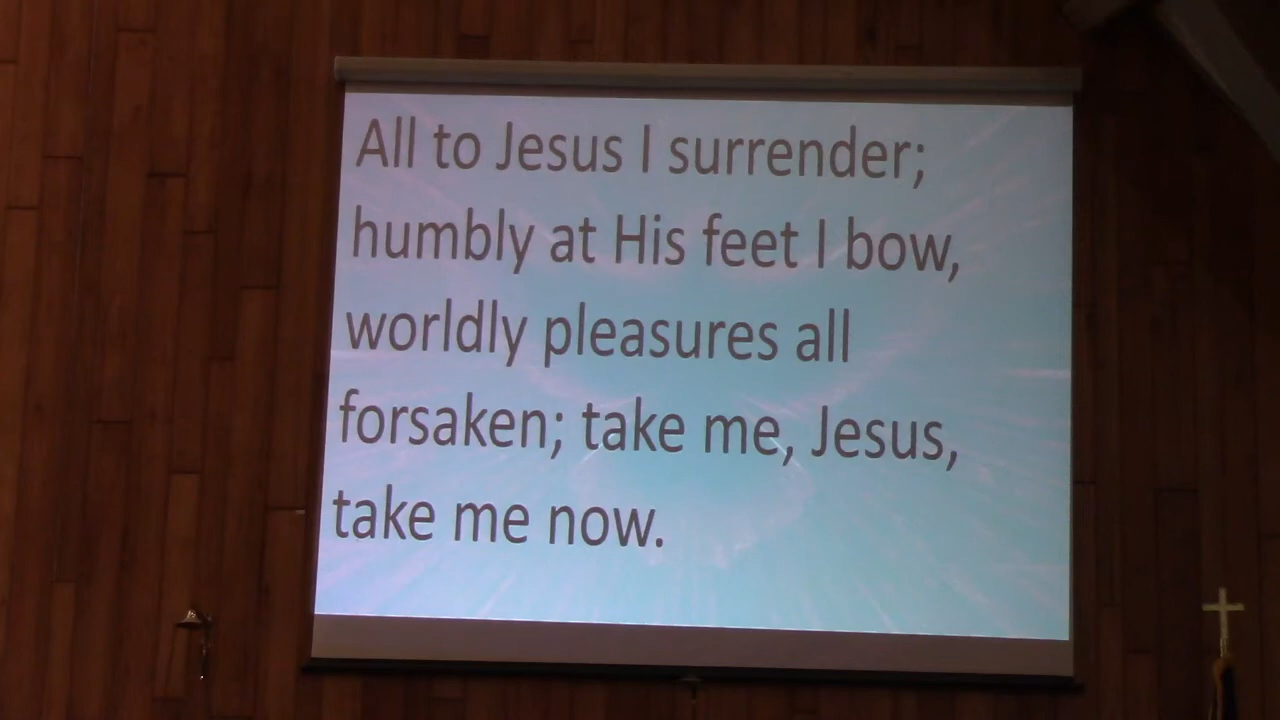 All to Jesus I surrender;
humbly at His feet I bow,
worldly pleasures all
forsaken; take me, Jesus,
take me now.